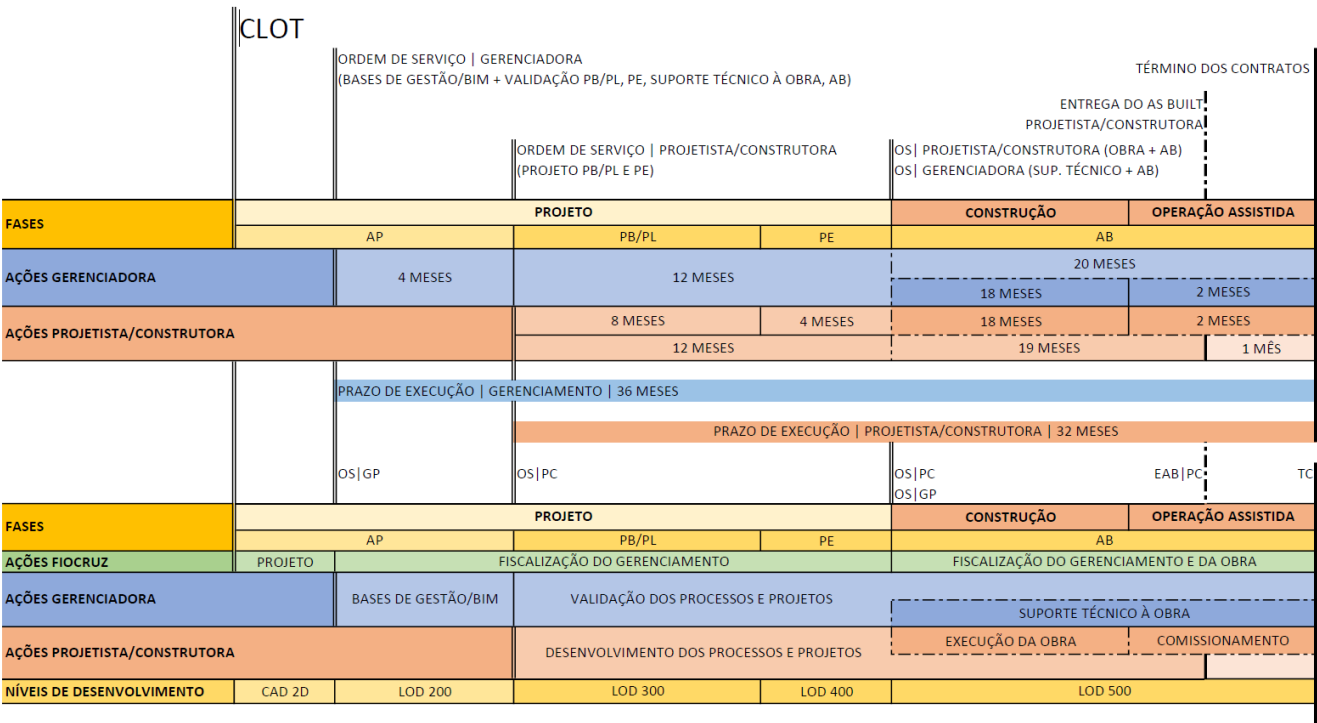 CLOT
ORDEM DE SERVIÇO | GERENCIADORA
(BASES DE GESTÃO/BIM + VALIDAÇÃO PB/PL, PE, SUPORTE TÉCNICO À OBRA, AB)
TÉRMINO DOS CONTRATOS
ENTREGA DO AS BUILT
PROJETISTA/CONSTRUTORA
ORDEM DE SERVIÇO | PROJETISTA/CONSTRUTORA
(PROJETO PB/PL E PE)
OS| PROJETISTA/CONSTRUTORA (OBRA + AB)
OS| GERENCIADORA (SUP. TÉCNICO + AB)
FASES
PROJETO
CONSTRUÇÃO
OPERAÇÃO ASSISTIDA
AP
PB/PL
PE
AB
AÇÕES GERENCIADORA
4 MESES
12 MESES
20 MESES
18 MESES
2 MESES
AÇÕES PROJETISTA/CONSTRUTORA
8 MESES
4 MESES
18 MESES
2 MESES
12 MESES
19 MESES
1 MÊS
PRAZO DE EXECUÇÃO | GERENCIAMENTO | 36 MESES
PRAZO DE EXECUÇÃO | PROJETISTA/CONSTRUTORA | 32 MESES
OS|GP
OS|PC
OS|PC
OS|GP
EAB|PC
TC
FASES
PROJETO
CONSTRUÇÃO
OPERAÇÃO ASSISTIDA
AP
PB/PL
PE
AB
AÇÕES FIOCRUZ
PROJETO
FISCALIZAÇÃO DO GERENCIAMENTO
FISCALIZAÇÃO DO GERENCIAMENTO E DA OBRA
AÇÕES GERENCIADORA
BASES DE GESTÃO/BIM
VALIDAÇÃO DOS PROCESSOS E PROJETOS
SUPORTE TÉCNICO À OBRA
AÇÕES PROJETISTA/CONSTRUTORA
DESENVOLVIMENTO DOS PROCESSOS E PROJETOS
EXECUÇÃO DA OBRA
COMISSIONAMENTO
NÍVEIS DE DESENVOLVIMENTO
CAD 2D
LOD 200
LOD 300
LOD 400
LOD 500